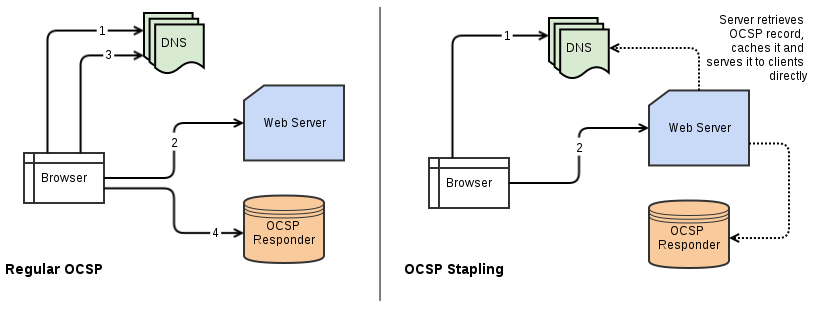 1
DNS
3
Web Server
2
Browser
OCSP
Responder
4
Regular OCSP
Server retrieves
OCSP record,
caches it and
serves it to clients
directly
1
DNS
Web Server
2
Browser
OCSP
Responder
OCSP Stapling